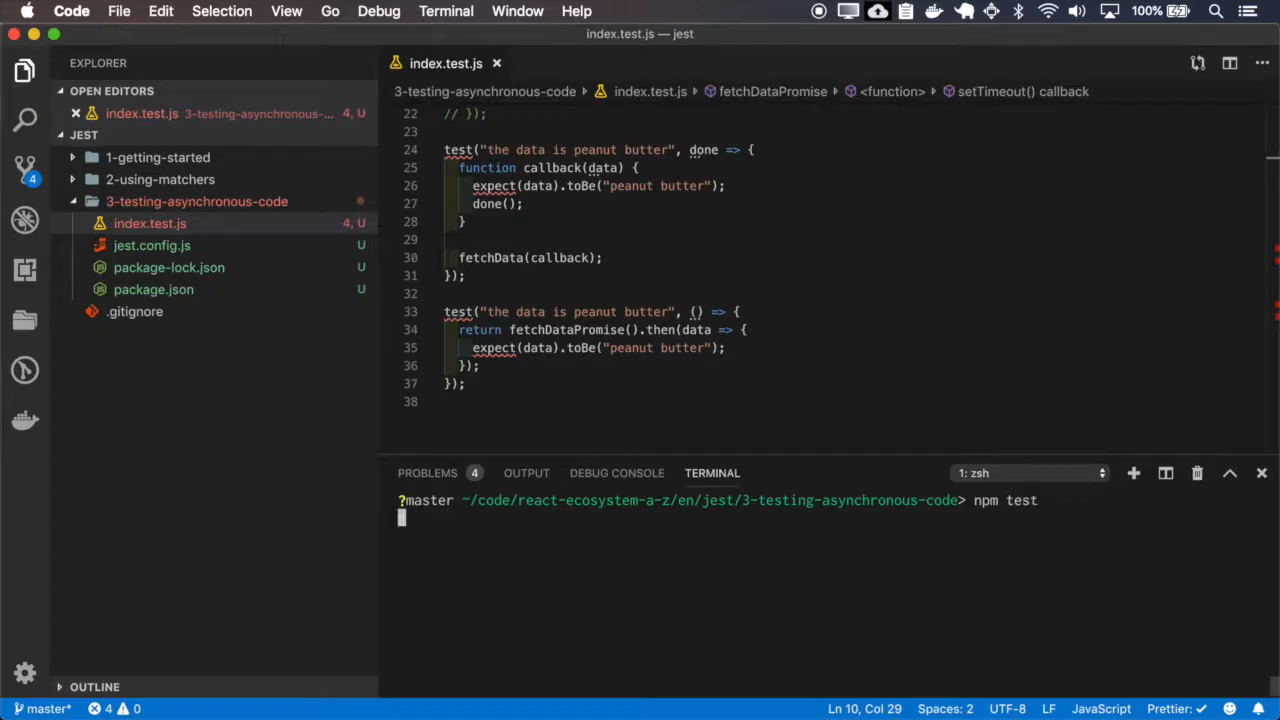 Code File Edit Selection View Go Debug Terminal Window Help 100%
index.test.js — jest
EXPLORER
OPEN EDITORS
index.test.js 3-testing-asynchronous-... 4, U
JEST
1-getting-started
2-using-matchers
3-testing-asynchronous-code
index.test.js 4, U
jest.config.js U
package-lock.json U
package.json U
.gitignore
OUTLINE
4
index.test.js
3-testing-asynchronous-code index.test.js fetchDataPromise <function> setTimeout() callback
22 // });
23
24 test("the data is peanut butter", done => {
25 function callback(data) {
26 expect(data).toBe("peanut butter");
27 done();
28 }
29
30 fetchData(callback);
31 });
32
33 test("the data is peanut butter", () => {
34 return fetchDataPromise().then(data => {
35 expect(data).toBe("peanut butter");
36 });
37 });
38
PROBLEMS 4 OUTPUT DEBUG CONSOLE TERMINAL 1: zsh
?master ~/code/react-ecosystem-a-z/en/jest/3-testing-asynchronous-code> npm test
master* 4 0 Ln 10, Col 29 Spaces: 2 UTF-8 LF JavaScript Prettier: ✓